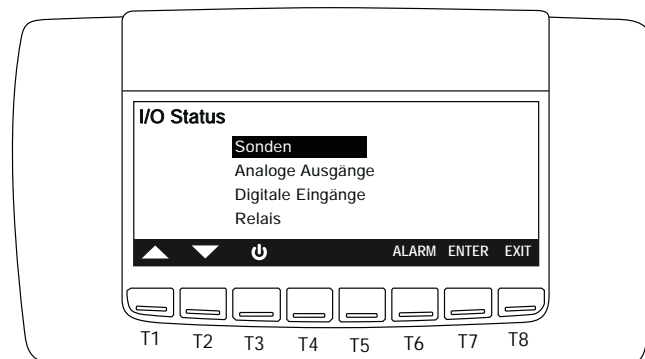 I/O Status
Sonden
Analoge Ausgänge
Digitale Eingänge
Relais
ALARM ENTER EXIT
T1 T2 T3 T4 T5 T6 T7 T8